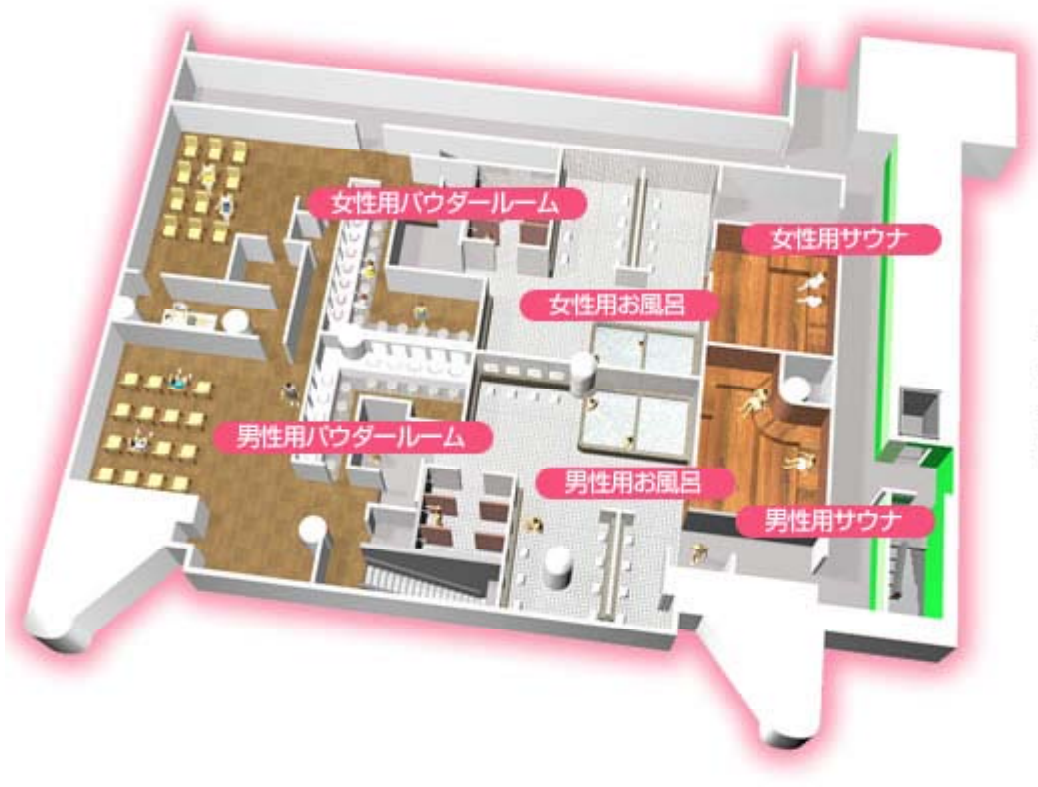 女性用パウダールーム
女性用サウナ
女性用お風呂
男性用パウダールーム
男性用お風呂
男性用サウナ